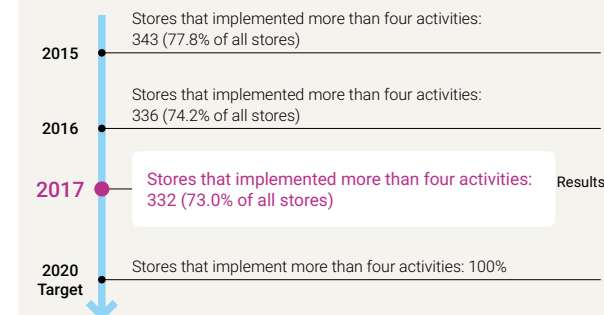 Stores that implemented more than four activities:
343 (77.8% of all stores)
2015
Stores that implemented more than four activities:
336 (74.2% of all stores)
2016
2017
Stores that implemented more than four activities:
332 (73.0% of all stores)
Results
2020
Target
Stores that implement more than four activities: 100%